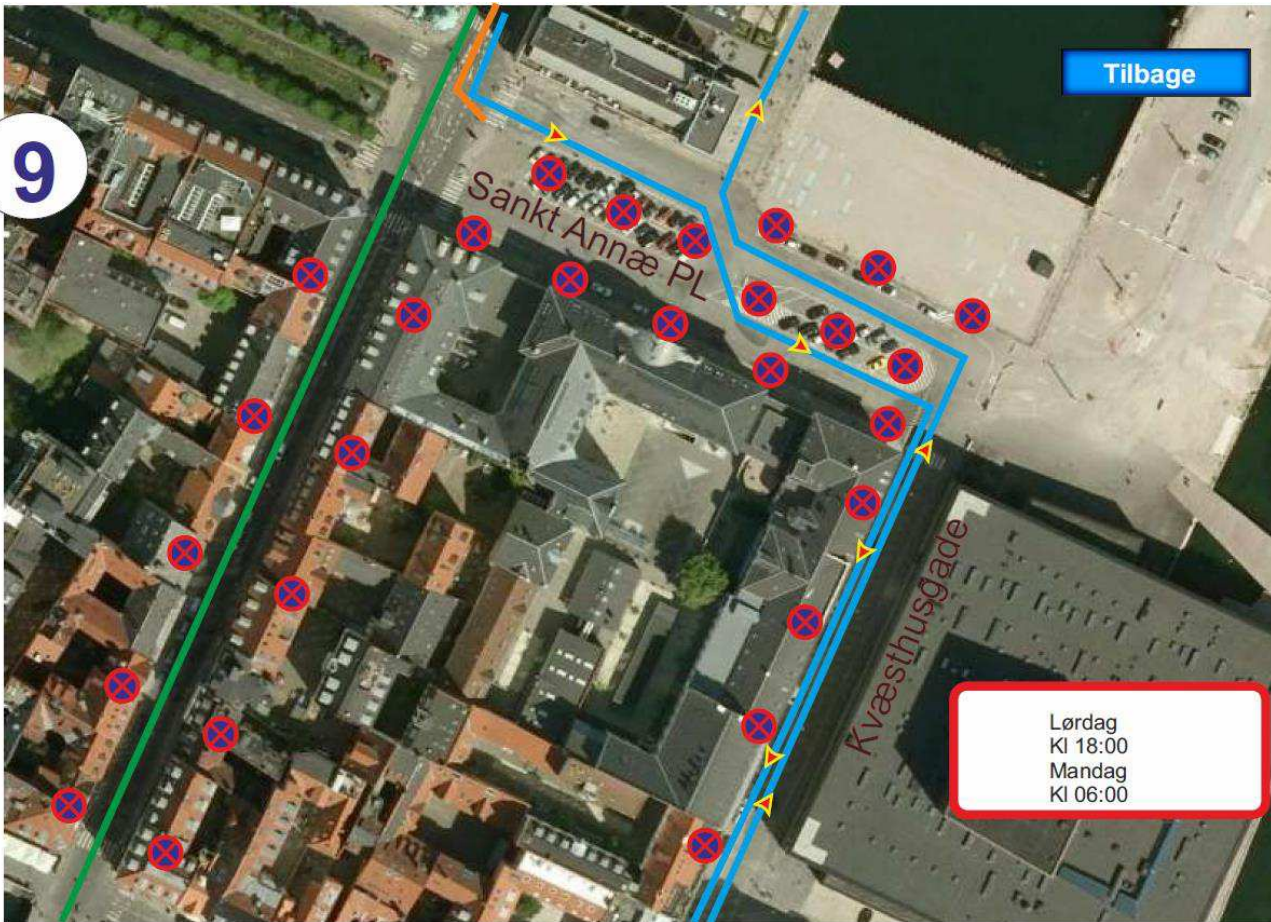 9
Tilbage
Sankt Annæ PL
Kvæsthusgade
Lørdag
Kl 18:00
Mandag
Kl 06:00